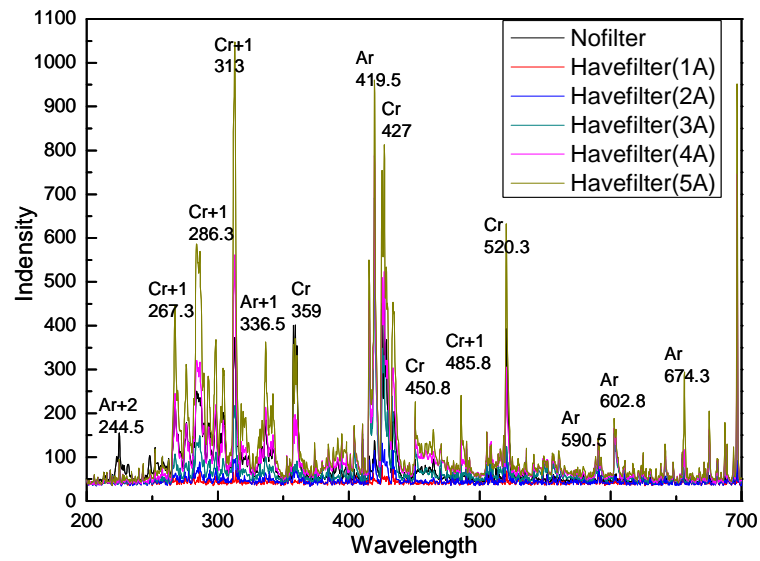 1100
1000
900
800
700
600
500
400
300
200
100
0
Indensity
200
300
400
500
600
700
Wavelength
Nofilter
Havefilter(1A)
Havefilter(2A)
Havefilter(3A)
Havefilter(4A)
Havefilter(5A)
Ar+2
244.5
Cr+1
267.3
Cr+1
286.3
Cr+1
313
Ar+1
336.5
Cr
359
Ar
419.5
Cr
427
Cr
450.8
Cr+1
485.8
Cr
520.3
Ar
590.5
Ar
602.8
Ar
674.3